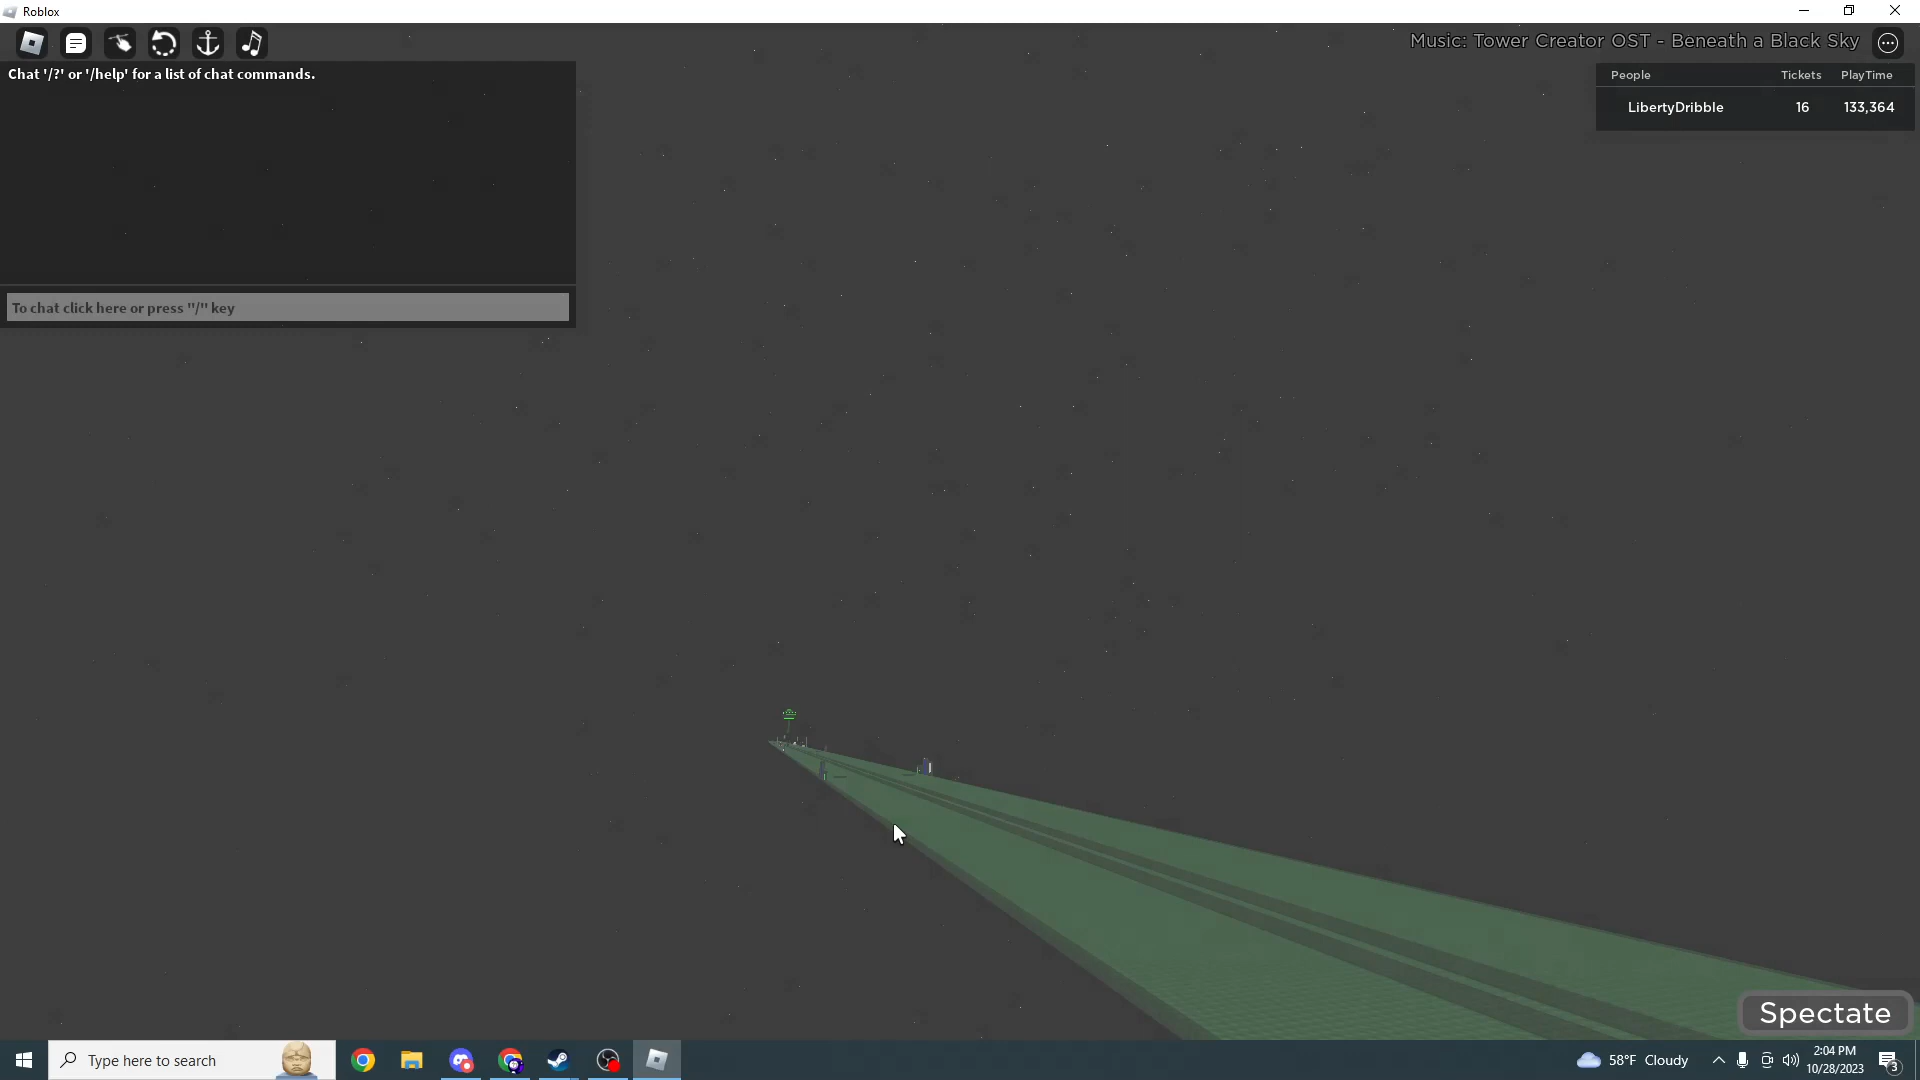 Roblox
Music: Tower Creator OST - Beneath a Black Sky
Chat '/?' or '/help' for a list of chat commands.
People Tickets PlayTime
LibertyDribble 16 133,364
To chat click here or press "/" key
Spectate
Type here to search
58°F Cloudy
2:04 PM
10/28/2023
3